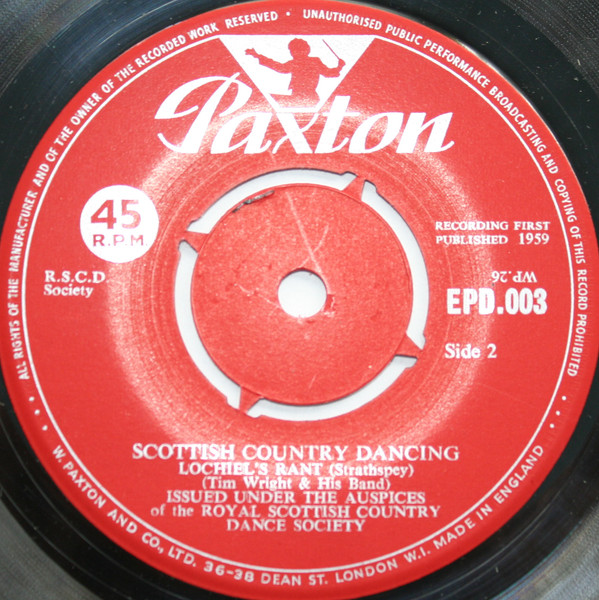 ALL RIGHTS OF THE MANUFACTURER AND OF THE OWNER OF THE RECORDED WORK RESERVED • UNAUTHORISED PUBLIC PERFORMANCE BROADCASTING AND COPYING OF THIS RECORD PROHIBITED
Paxton
45
R.P.M.
RECORDING FIRST
PUBLISHED 1959
R.S.C.D.
Society
WP.26
EPD.003
Side 2
SCOTTISH COUNTRY DANCING
LOCHIEL'S RANT (Strathspey)
(Tim Wright & His Band)
ISSUED UNDER THE AUSPICES
of the ROYAL SCOTTISH COUNTRY
DANCE SOCIETY
• • • W. PAXTON AND CO., LTD. 36-38 DEAN ST. LONDON W.I. MADE IN ENGLAND • • •